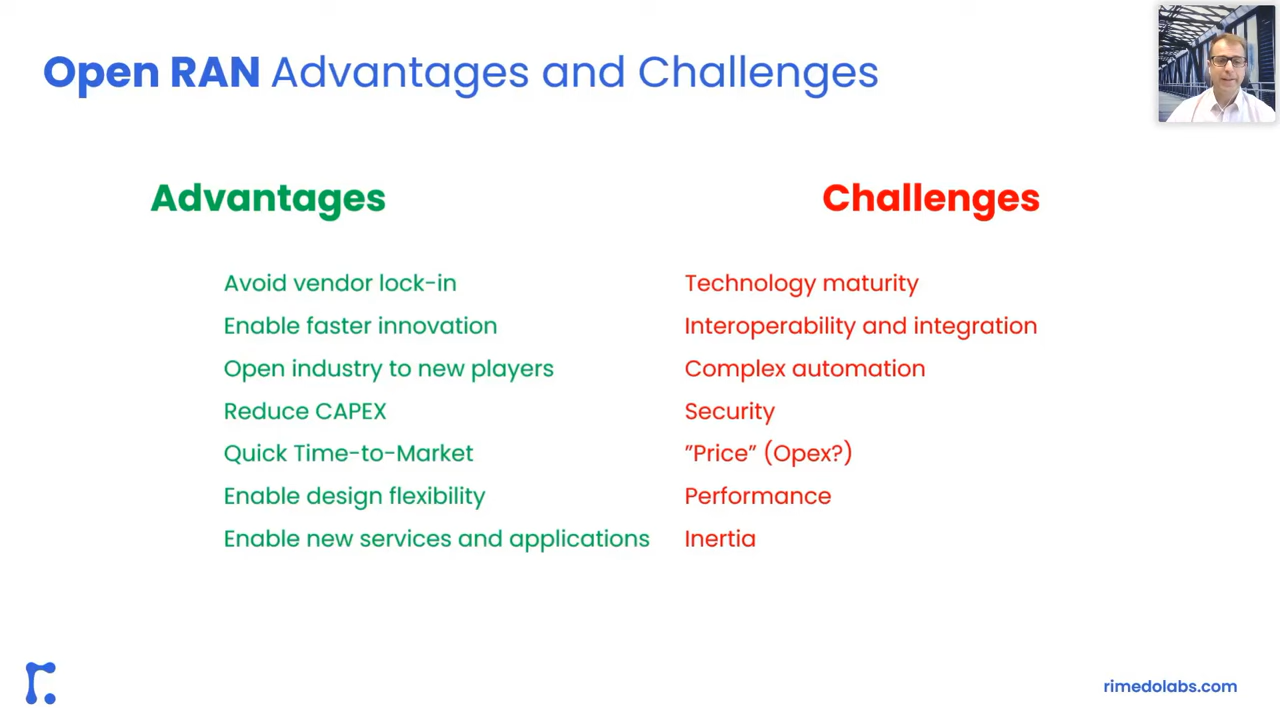 Open RAN Advantages and Challenges
Advantages
Avoid vendor lock-in
Enable faster innovation
Open industry to new players
Reduce CAPEX
Quick Time-to-Market
Enable design flexibility
Enable new services and applications
Challenges
Technology maturity
Interoperability and integration
Complex automation
Security
”Price” (Opex?)
Performance
Inertia
rimedolabs.com